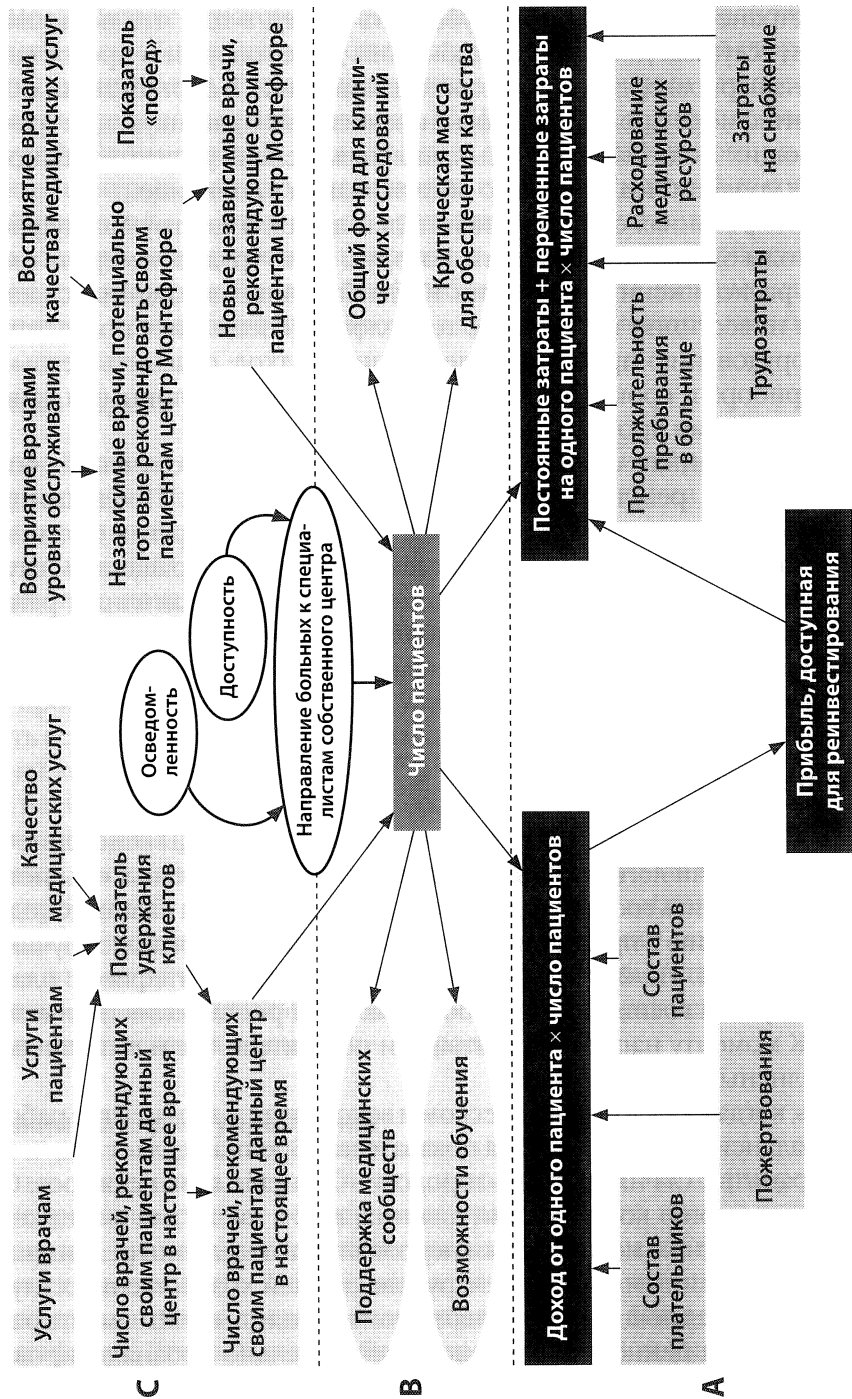 C
Услуги врачам
Услуги
пациентам
Качество
медицинских услуг
Восприятие врачами
уровня обслуживания
Восприятие врачами
качества медицинских услуг
Число врачей, рекомендующих
своим пациентам данный
центр в настоящее время
Показатель
удержания
клиентов
Осведом-
ленность
Независимые врачи, потенциально
готовые рекомендовать своим
пациентам центр Монтефиоре
Показатель
«побед»
Число врачей, рекомендующих
своим пациентам данный центр
в настоящее время
Доступность
Новые независимые врачи,
рекомендующие своим
пациентам центр Монтефиоре
Направление больных к специа-
листам собственного центра
B
Поддержка медицинских
сообществ
Общий фонд для клини-
ческих исследований
Число пациентов
Возможности обучения
Критическая масса
для обеспечения качества
A
Доход от одного пациента × число пациентов
Постоянные затраты + переменные затраты
на одного пациента × число пациентов
Состав
плательщиков
Состав
пациентов
Продолжительность
пребывания
в больнице
Расходование
медицинских
ресурсов
Пожертвования
Трудозатраты
Затраты
на снабжение
Прибыль, доступная
для реинвестирования